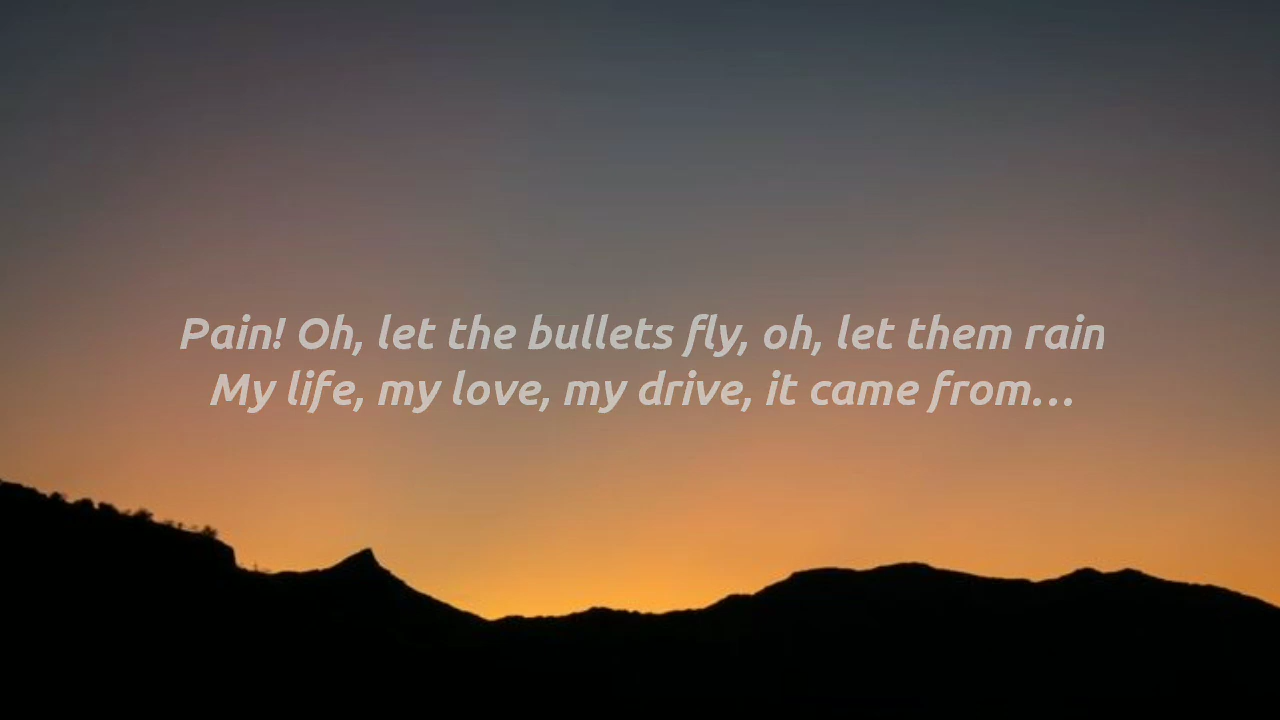 Pain! Oh, let the bullets fly, oh, let them rain
My life, my love, my drive, it came from...